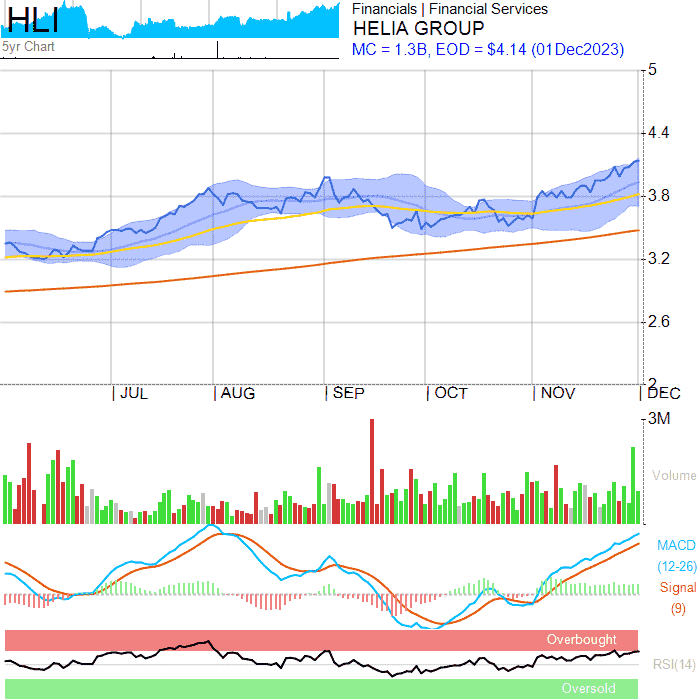 HLI
5yr Chart
Financials | Financial Services
HELIA GROUP
MC = 1.3B, EOD = $4.14 (01Dec2023)
5
4.4
3.8
3.2
2.6
2
JUL AUG SEP OCT NOV DEC
3M
Volume
MACD
(12-26)
Signal
(9)
Overbought
RSI(14)
Oversold